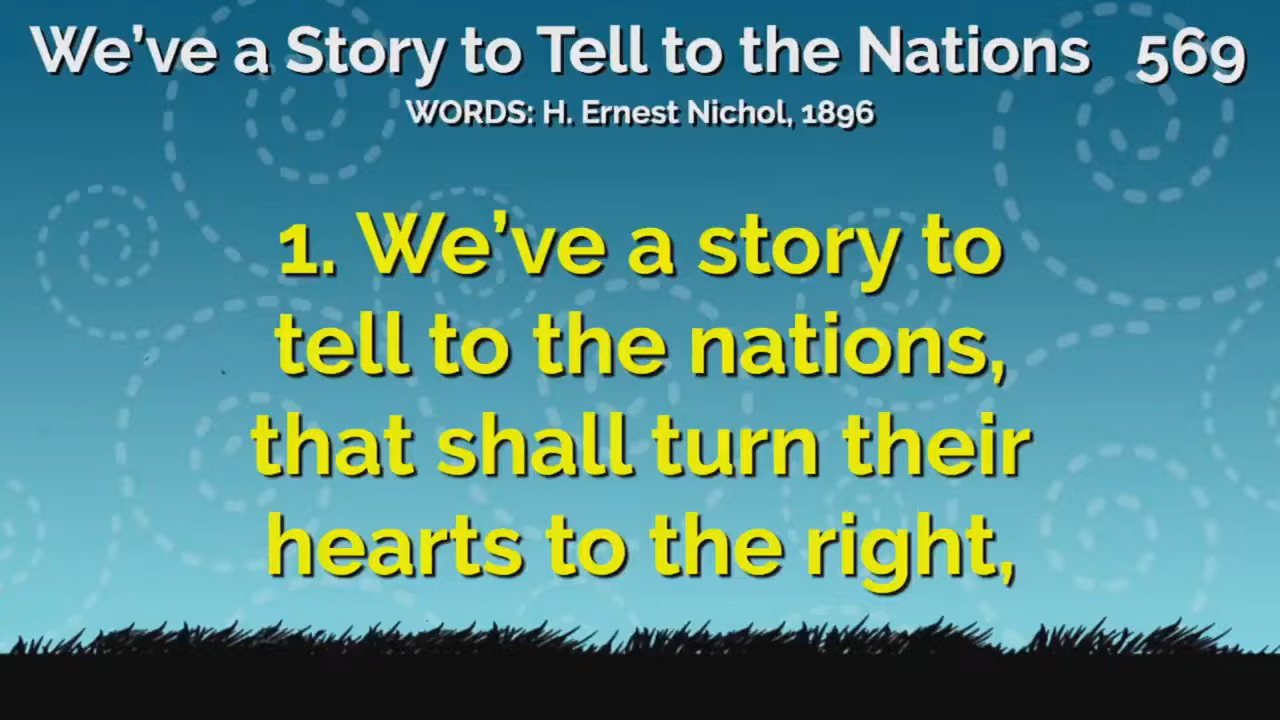 We've a Story to Tell to the Nations 569
WORDS: H. Ernest Nichol, 1896
1. We've a story to
tell to the nations,
that shall turn their
hearts to the right,